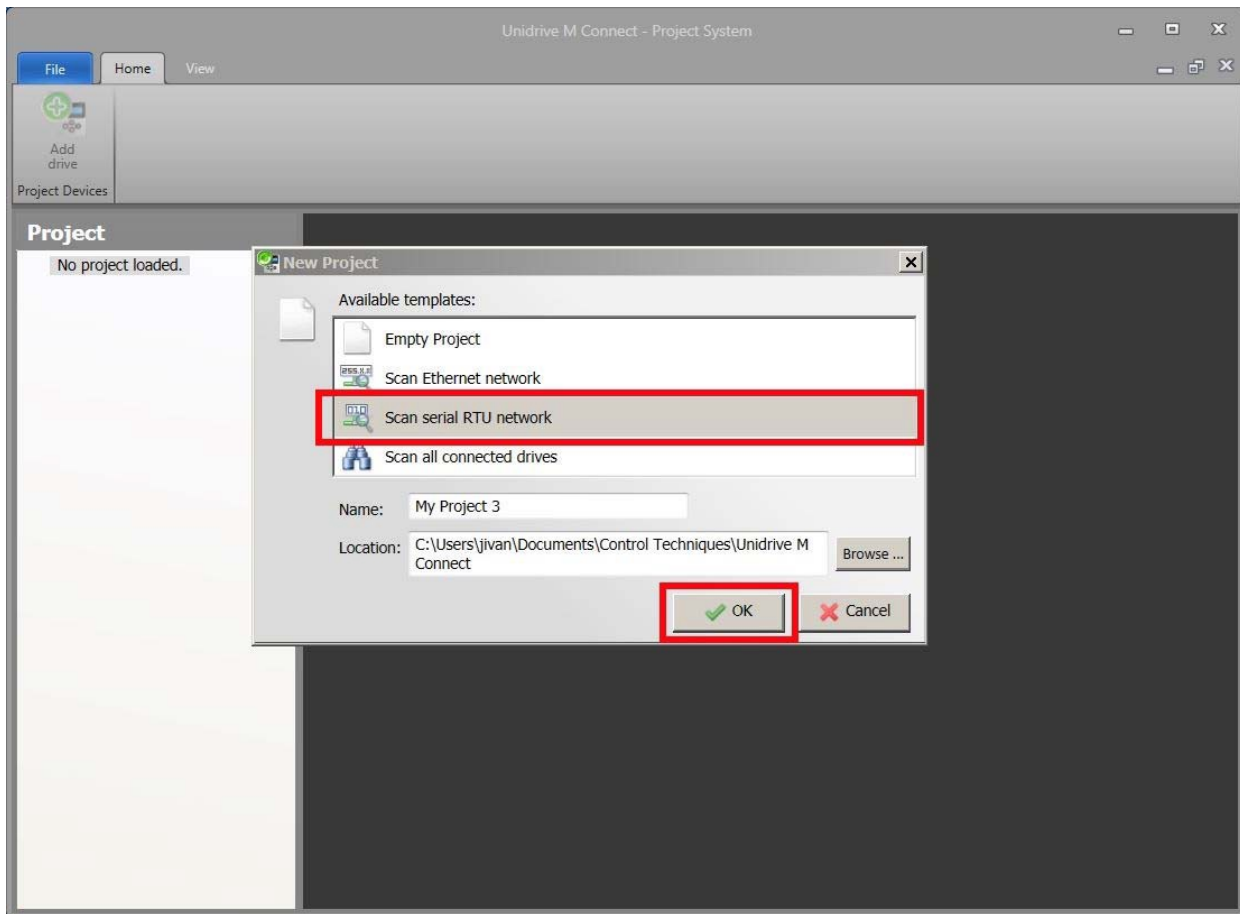 Unidrive M Connect - Project System
File Home View
Add
drive
Project Devices
Project
No project loaded.
New Project
Available templates:
Empty Project
Scan Ethernet network
Scan serial RTU network
Scan all connected drives
Name: My Project 3
Location: C:\Users\jivan\Documents\Control Techniques\Unidrive M
Connect
Browse ...
OK Cancel